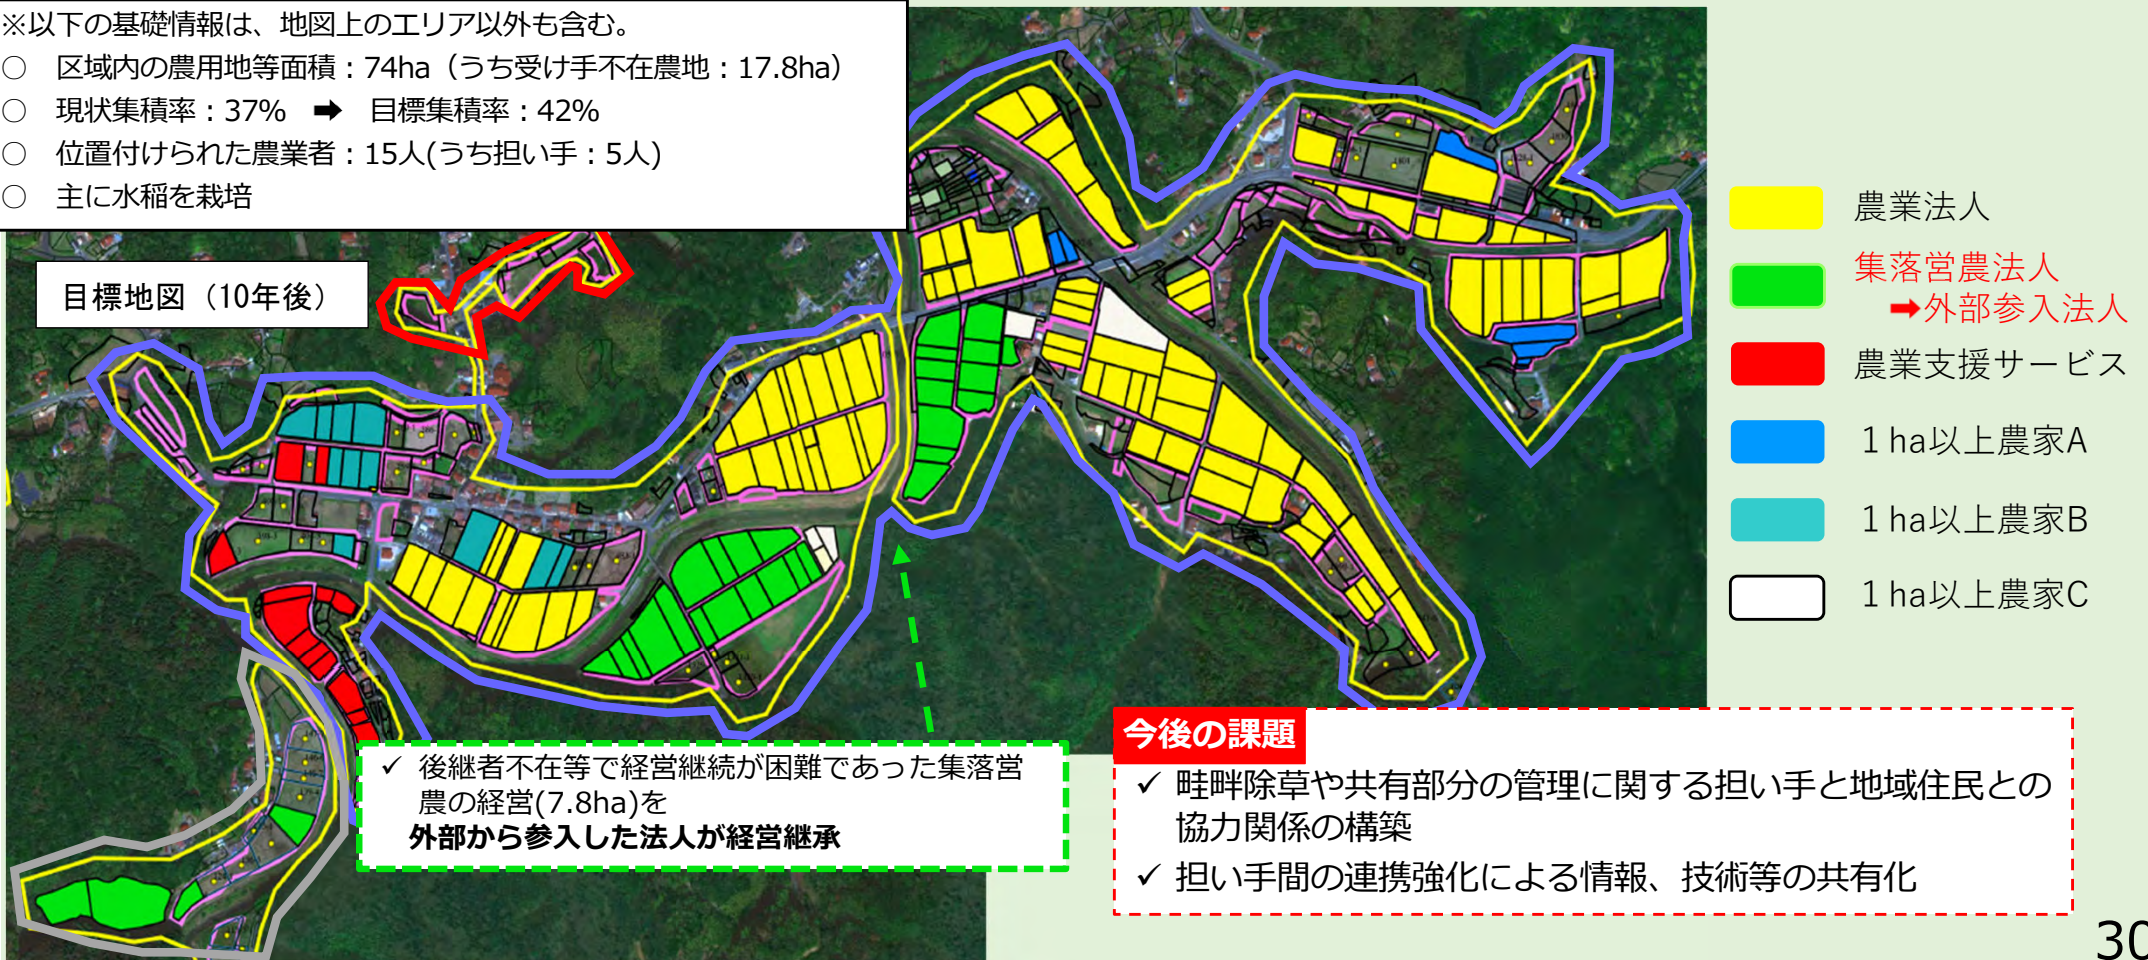 ※以下の基礎情報は、地図上のエリア以外も含む。
○ 区域内の農用地等面積：74ha（うち受け手不在農地：17.8ha）
○ 現状集積率：37% ➡ 目標集積率：42%
○ 位置付けられた農業者：15人(うち担い手：5人)
○ 主に水稲を栽培
目標地図（10年後）
農業法人
集落営農法人
➡外部参入法人
農業支援サービス
１ha以上農家A
１ha以上農家B
１ha以上農家C
✓ 後継者不在等で経営継続が困難であった集落営
農の経営(7.8ha)を
外部から参入した法人が経営継承
今後の課題
✓ 畦畔除草や共有部分の管理に関する担い手と地域住民との
協力関係の構築
✓ 担い手間の連携強化による情報、技術等の共有化
30